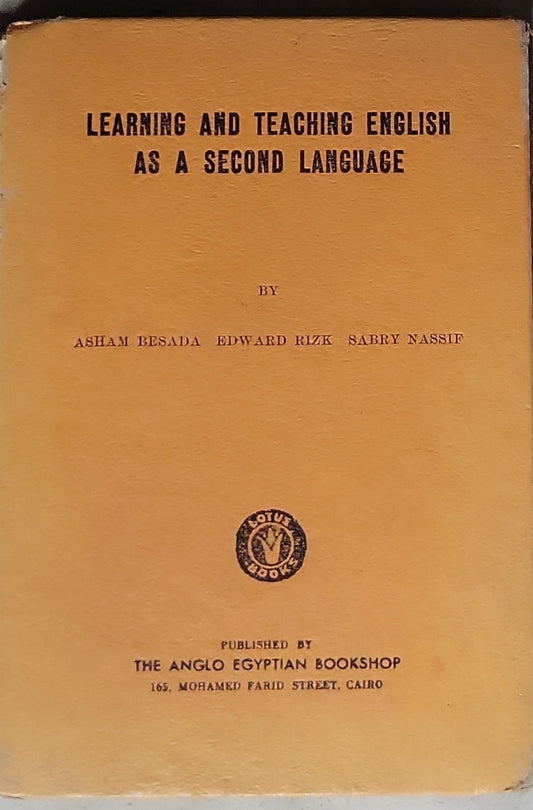 LEARNING AND TEACHING ENGLISH
AS A SECOND LANGUAGE
BY
ASHAM BESADA EDWARD RIZK SABRY NASSIF
LOTUS
BOOKS
PUBLISHED BY
THE ANGLO EGYPTIAN BOOKSHOP
165, MOHAMED FARID STREET, CAIRO